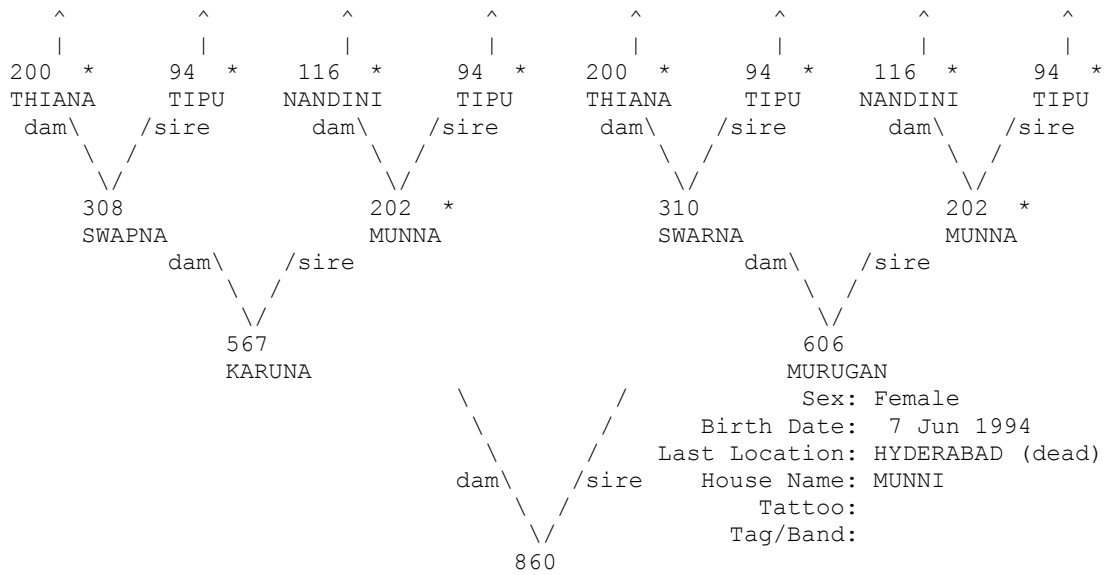 ^ ^ ^ ^ ^ ^ ^ ^
| | | | | | | |
200 * 94 * 116 * 94 * 200 * 94 * 116 * 94 *
THIANA TIPU NANDINI TIPU THIANA TIPU NANDINI TIPU
dam\ /sire dam\ /sire dam\ /sire dam\ /sire
\ / \ / \ / \ /
\/ \/ \/ \/
308 202 * 310 202 *
SWAPNA MUNNA SWARNA MUNNA
dam\ /sire dam\ /sire
\ / \ /
\/ \/
567 606
KARUNA MURUGAN
\ / Sex: Female
\ / Birth Date: 7 Jun 1994
\ / Last Location: HYDERABAD (dead)
dam\ /sire House Name: MUNNI
\ / Tattoo:
\/ Tag/Band:
860